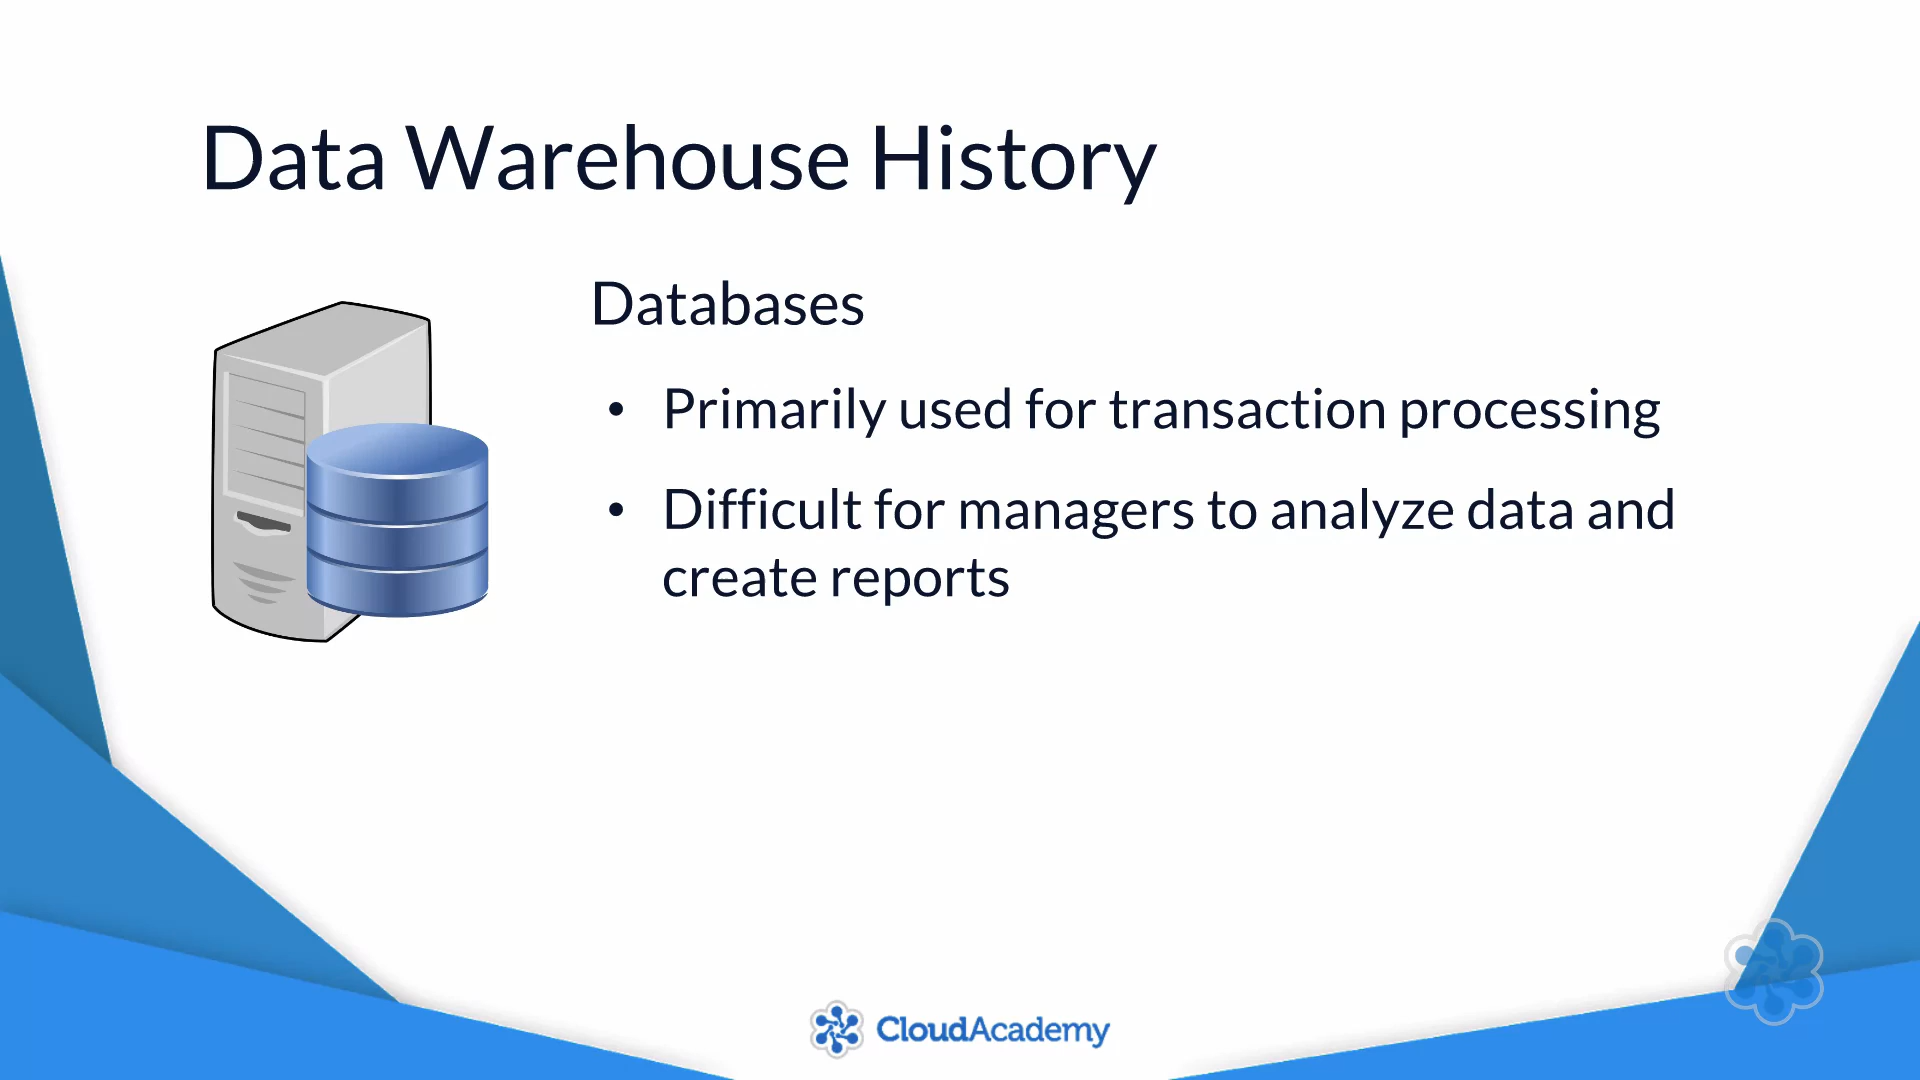 Data Warehouse History
Databases
• Primarily used for transaction processing
• Difficult for managers to analyze data and
create reports
CloudAcademy